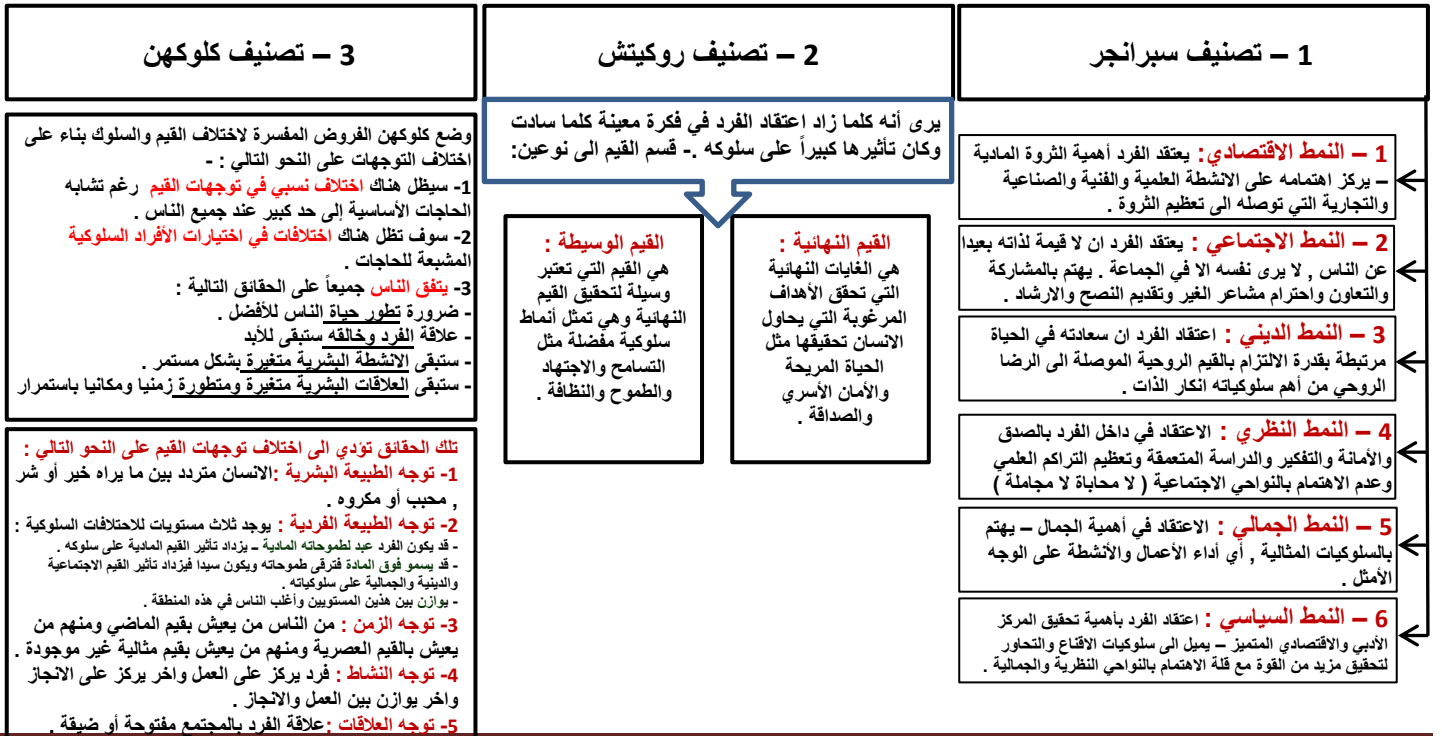 1 – تصنيف سبرانجر
1 – النمط الاقتصادي : يعتقد الفرد أهمية الثروة المادية
– يركز اهتمامه على الانشطة العلمية والفنية والصناعية
والتجارية التي توصله الى تعظيم الثروة .
2 – النمط الاجتماعي : يعتقد الفرد ان لا قيمة لذاته بعيدا
عن الناس , لا يرى نفسه الا في الجماعة . يهتم بالمشاركة
والتعاون واحترام مشاعر الغير وتقديم النصح والارشاد .
3 – النمط الديني : اعتقاد الفرد ان سعادته في الحياة
مرتبطة بقدرة الالتزام بالقيم الروحية الموصلة الى الرضا
الروحي من أهم سلوكياته انكار الذات .
4 – النمط النظري : الاعتقاد في داخل الفرد بالصدق
والأمانة والتفكير والدراسة المتعمقة وتعظيم التراكم العلمي
وعدم الاهتمام بالنواحي الاجتماعية ( لا محاباة لا مجاملة )
5 – النمط الجمالي : الاعتقاد في أهمية الجمال – يهتم
بالسلوكيات المثالية , أي أداء الأعمال والأنشطة على الوجه
الأمثل .
6 – النمط السياسي : اعتقاد الفرد بأهمية تحقيق المركز
الأدبي والاقتصادي المتميز – يميل الى سلوكيات الاقناع والتحاور
لتحقيق مزيد من القوة مع قلة الاهتمام بالنواحي النظرية والجمالية .
2 – تصنيف روكيتش
يرى أنه كلما زاد اعتقاد الفرد في فكرة معينة كلما سادت
وكان تأثيرها كبيراً على سلوكه .- قسم القيم الى نوعين:
القيم النهائية :
هي الغايات النهائية
التي تحقق الأهداف
المرغوبة التي يحاول
الانسان تحقيقها مثل
الحياة المريحة
والأمان الأسري
والصداقة .
القيم الوسيطة :
هي القيم التي تعتبر
وسيلة لتحقيق القيم
النهائية وهي تمثل أنماط
سلوكية مفضلة مثل
التسامح والاجتهاد
والطموح والنظافة .
3 – تصنيف كلوكهن
وضع كلوكهن الفروض المفسرة لاختلاف القيم والسلوك بناء على
اختلاف التوجهات على النحو التالي : -
1- سيظل هناك اختلاف نسبي في توجهات القيم رغم تشابه
الحاجات الأساسية إلى حد كبير عند جميع الناس .
2- سوف تظل هناك اختلافات في اختيارات الأفراد السلوكية
المشبعة للحاجات .
3- يتفق الناس جميعاً على الحقائق التالية :
- ضرورة تطور حياة الناس للأفضل .
- علاقة الفرد وخالقه ستبقى للأبد
- ستبقى الانشطة البشرية متغيرة بشكل مستمر .
- ستبقى العلاقات البشرية متغيرة ومتطورة زمنيا ومكانيا باستمرار
تلك الحقائق تؤدي الى اختلاف توجهات القيم على النحو التالي :
1- توجه الطبيعة البشرية :الانسان متردد بين ما يراه خير أو شر
, محبب أو مكروه .
2- توجه الطبيعة الفردية : يوجد ثلاث مستويات للاحتلافات السلوكية :
- قد يكون الفرد عبد لطموحاته المادية – يزداد تأثير القيم المادية على سلوكه .
- قد يسمو فوق المادة فترقى طموحاته ويكون سيدا فيزداد تأثير القيم الاجتماعية
والدينية والجمالية على سلوكياته .
- يوازن بين هذين المستويين وأغلب الناس في هذه المنطقة .
3- توجه الزمن : من الناس من يعيش بقيم الماضي ومنهم من
يعيش بالقيم العصرية ومنهم من يعيش بقيم مثالية غير موجودة .
4- توجه النشاط : فرد يركز على العمل واخر يركز على الانجاز
واخر يوازن بين العمل والانجاز .
5- توجه العلاقات :علاقة الفرد بالمجتمع مفتوحة أو ضيقة .